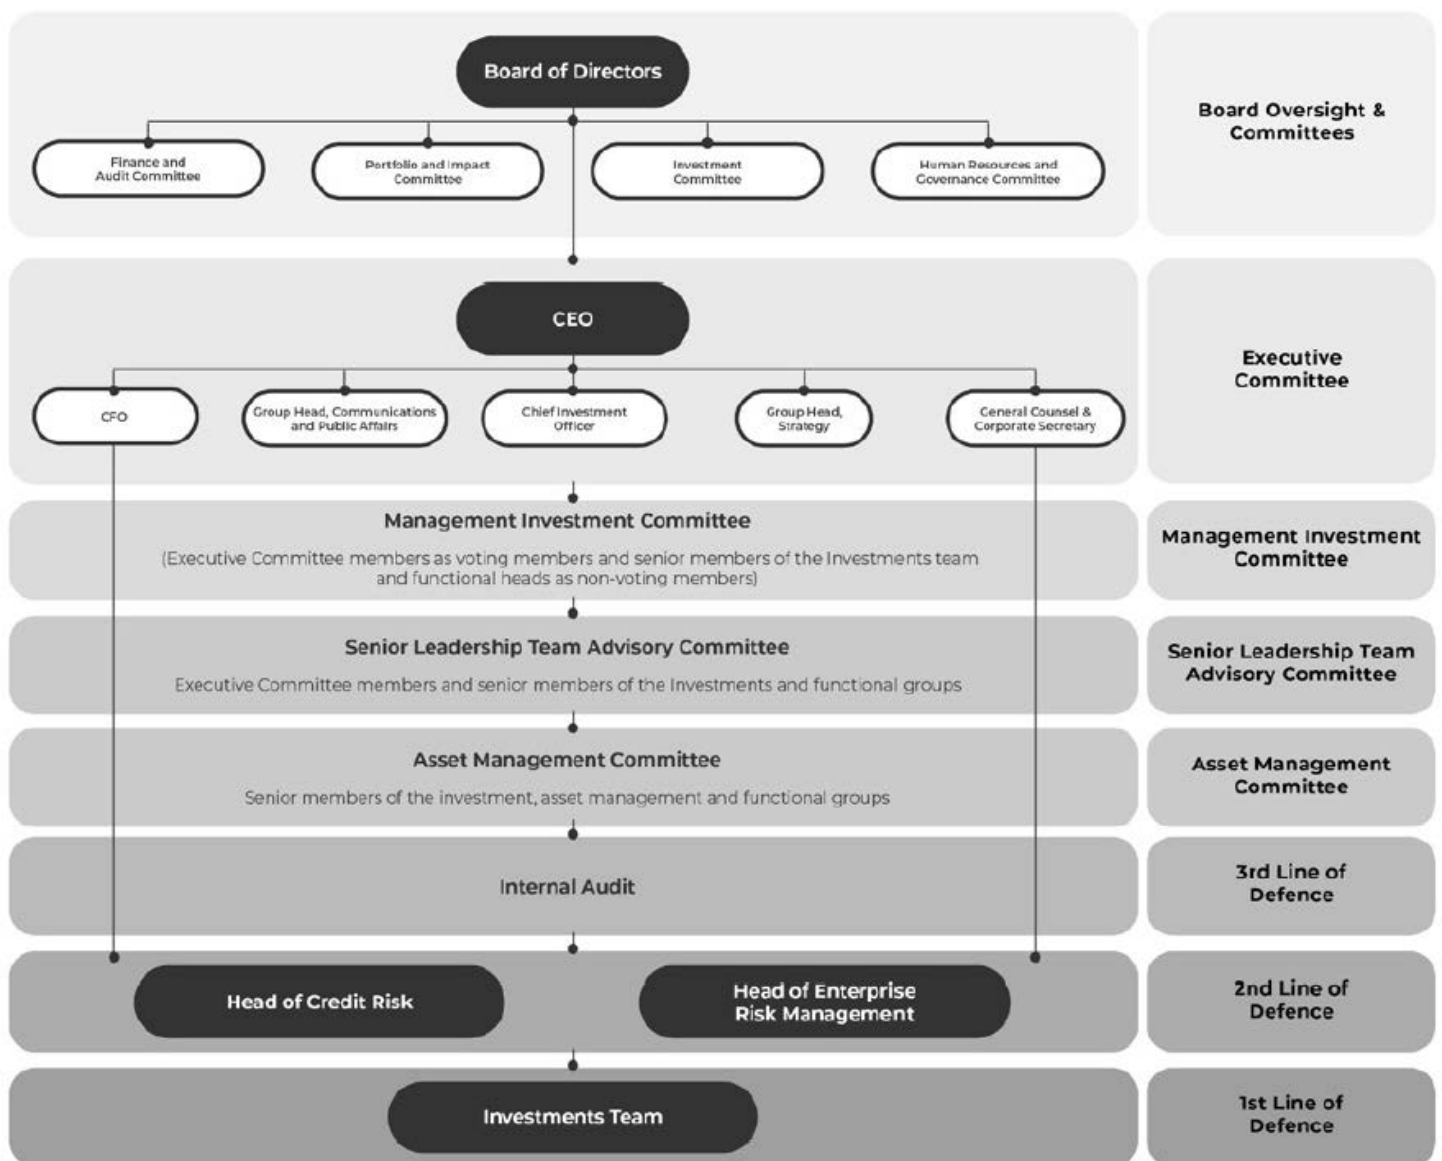 Board of Directors
Board Oversight &
Committees
Finance and
Audit Committee
Portfolio and Impact
Committee
Investment
Committee
Human Resources and
Governance Committee
CEO
Executive
Committee
CFO
Group Head, Communications
and Public Affairs
Chief Investment
Officer
Group Head,
Strategy
General Counsel &
Corporate Secretary
Management Investment Committee
(Executive Committee members as voting members and senior members of the Investments team
and functional heads as non-voting members)
Management Investment
Committee
Senior Leadership Team Advisory Committee
Executive Committee members and senior members of the Investments and functional groups
Senior Leadership Team
Advisory Committee
Asset Management Committee
Senior members of the investment, asset management and functional groups
Asset Management
Committee
Internal Audit
3rd Line of
Defence
Head of Credit Risk
Head of Enterprise
Risk Management
2nd Line of
Defence
Investments Team
1st Line of
Defence